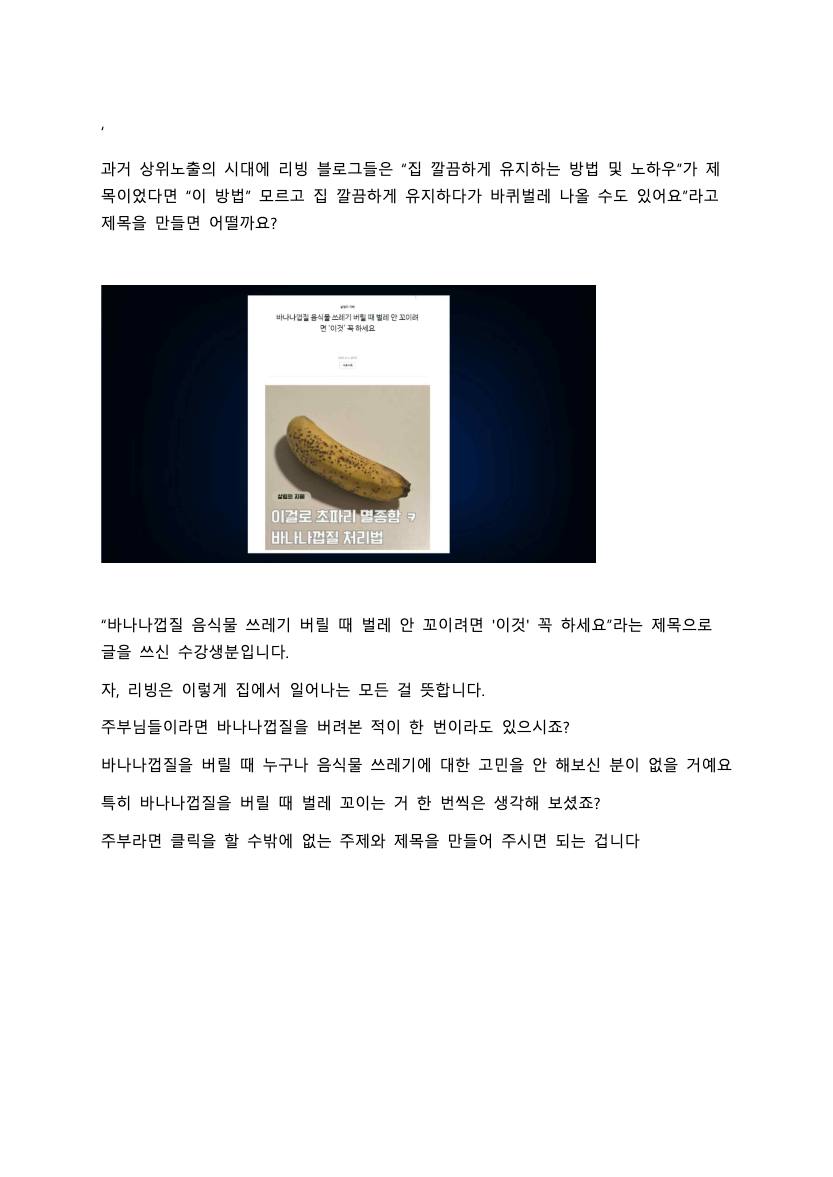 ‘
과거 상위노출의 시대에 리빙 블로그들은 “집 깔끔하게 유지하는 방법 및 노하우“가 제
목이었다면 “이 방법” 모르고 집 깔끔하게 유지하다가 바퀴벌레 나올 수도 있어요”라고
제목을 만들면 어떨까요?
바나나껍질 음식물 쓰레기 버릴 때 벌레 안 꼬이려
면 '이것' 꼭 하세요
살림의 지혜
이걸로 초파리 멸종함 ㅋ
바나나껍질 처리법
“바나나껍질 음식물 쓰레기 버릴 때 벌레 안 꼬이려면 '이것' 꼭 하세요”라는 제목으로
글을 쓰신 수강생분입니다.
자, 리빙은 이렇게 집에서 일어나는 모든 걸 뜻합니다.
주부님들이라면 바나나껍질을 버려본 적이 한 번이라도 있으시죠?
바나나껍질을 버릴 때 누구나 음식물 쓰레기에 대한 고민을 안 해보신 분이 없을 거예요
특히 바나나껍질을 버릴 때 벌레 꼬이는 거 한 번씩은 생각해 보셨죠?
주부라면 클릭을 할 수밖에 없는 주제와 제목을 만들어 주시면 되는 겁니다